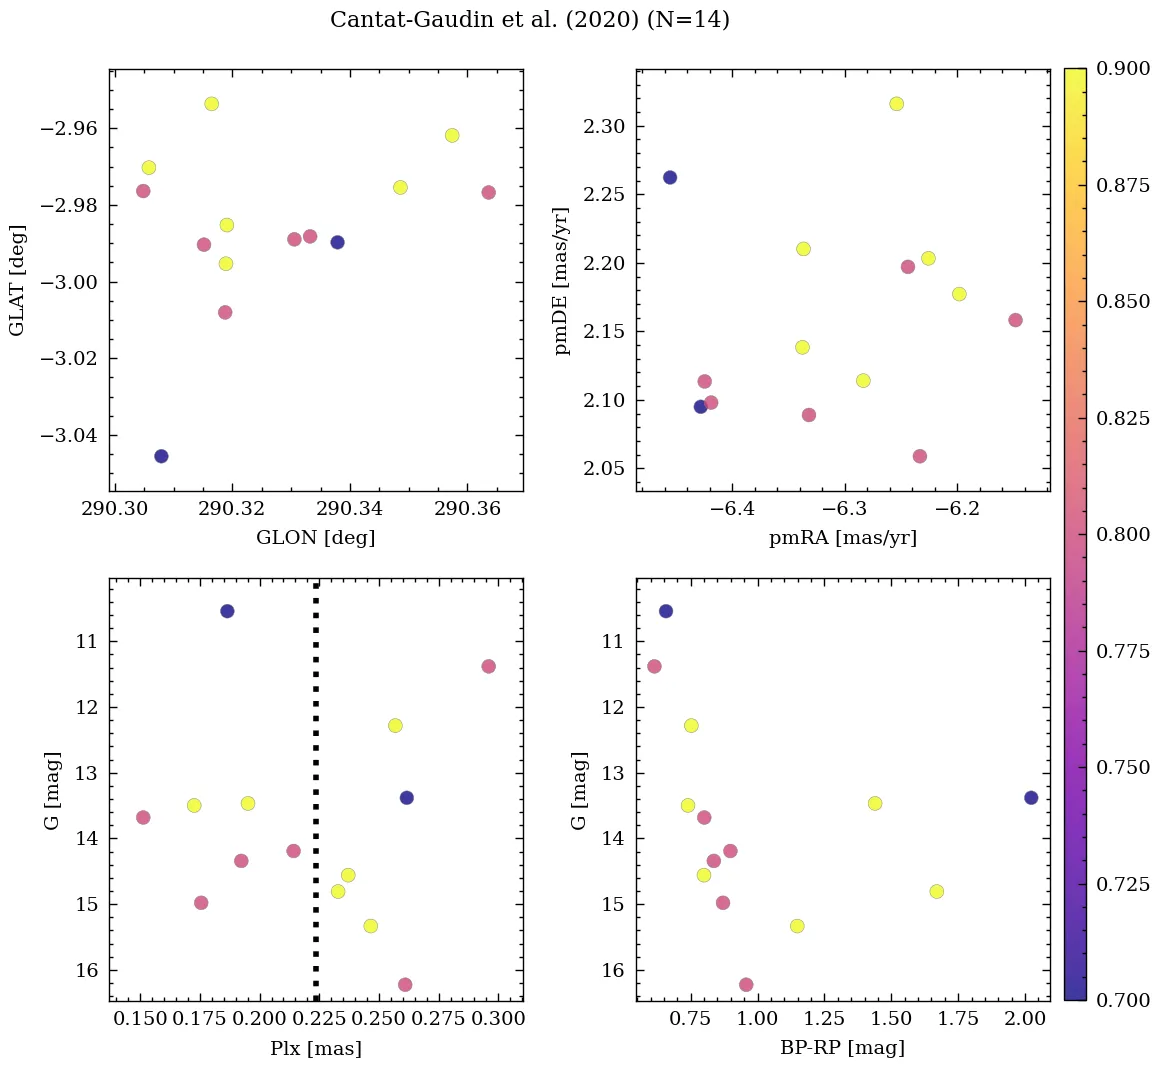 Cantat-Gaudin et al. (2020) (N=14)
−2.96
−2.98
−3.00
−3.02
−3.04
GLAT [deg]
290.30 290.32 290.34 290.36
GLON [deg]
2.30
2.25
2.20
2.15
2.10
2.05
pmDE [mas/yr]
−6.4 −6.3 −6.2
pmRA [mas/yr]
11
12
13
14
15
16
G [mag]
0.150 0.175 0.200 0.225 0.250 0.275 0.300
Plx [mas]
11
12
13
14
15
16
G [mag]
0.75 1.00 1.25 1.50 1.75 2.00
BP-RP [mag]
0.900
0.875
0.850
0.825
0.800
0.775
0.750
0.725
0.700